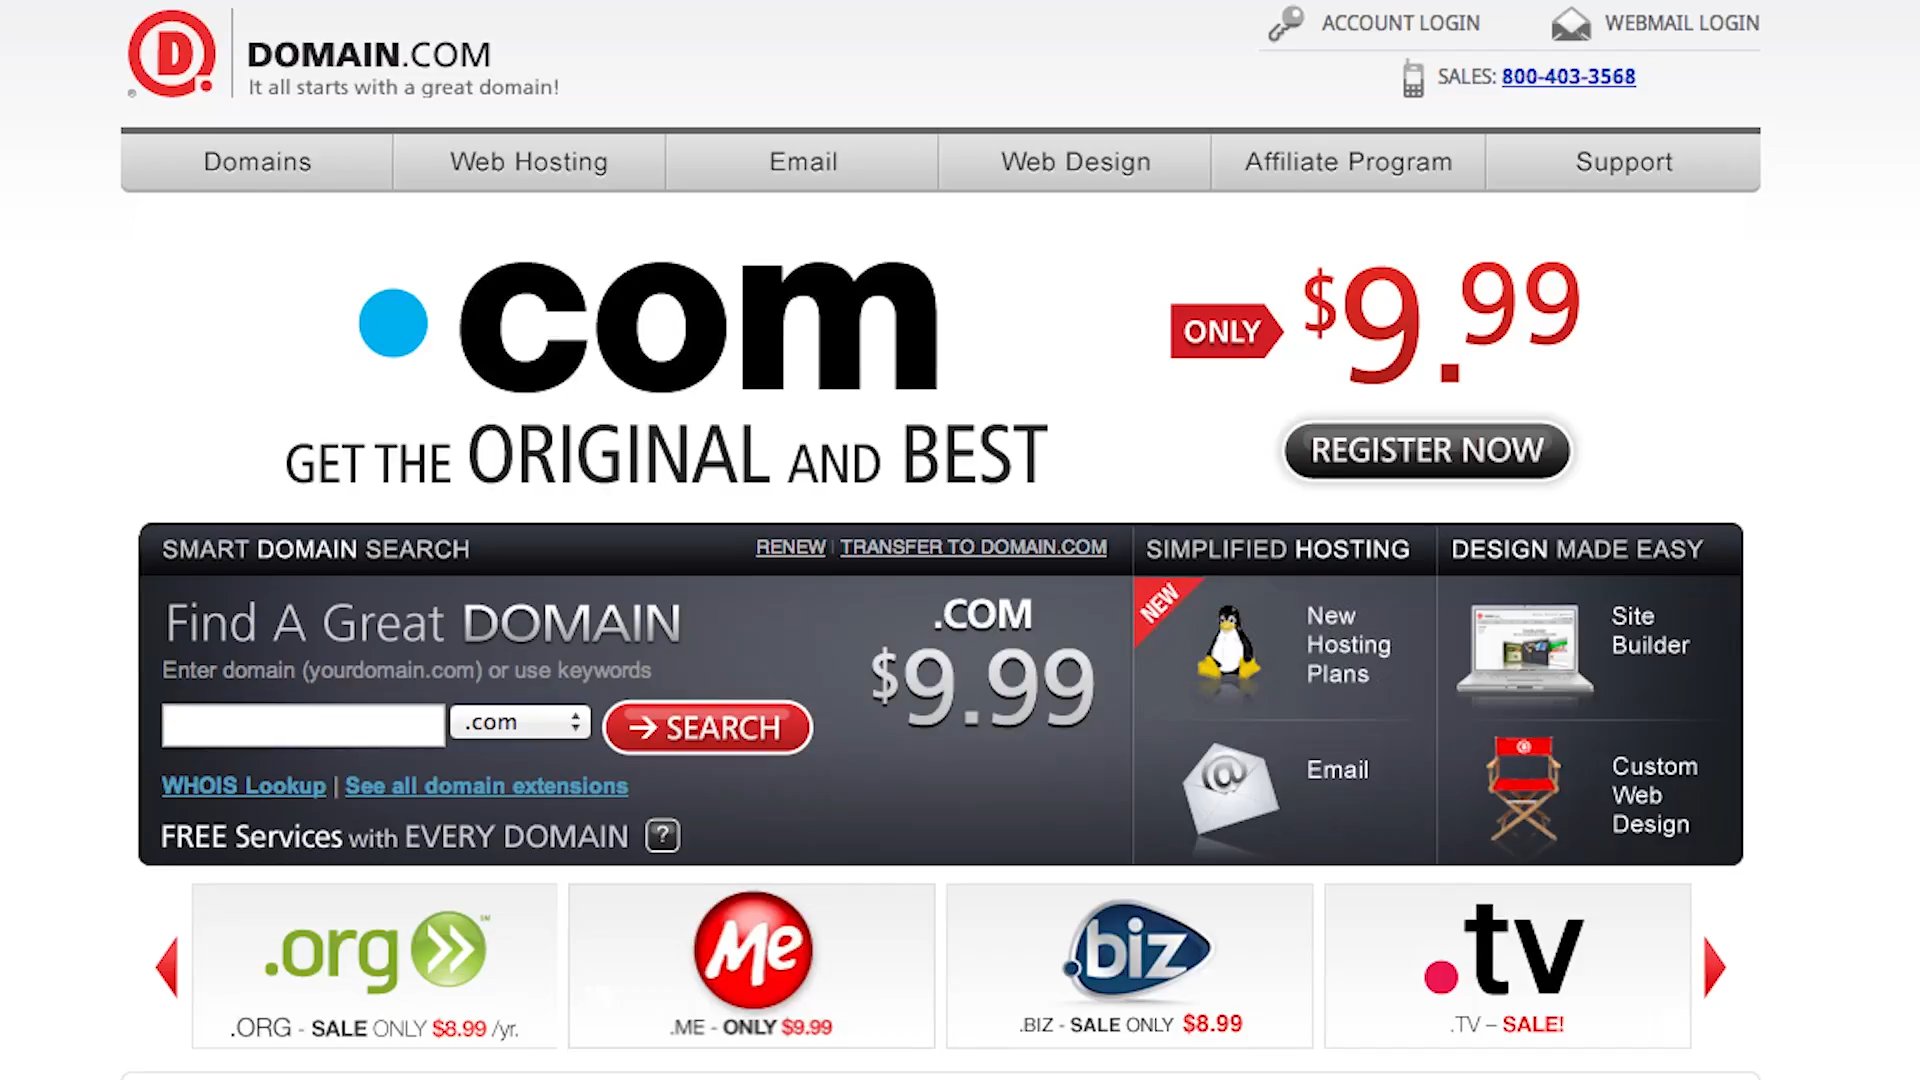 DOMAIN.COM
It all starts with a great domain!
ACCOUNT LOGIN
WEBMAIL LOGIN
SALES: 800-403-3568
Domains
Web Hosting
Email
Web Design
Affiliate Program
Support
.com
GET THE ORIGINAL AND BEST
ONLY $9.99
REGISTER NOW
SMART DOMAIN SEARCH
RENEW | TRANSFER TO DOMAIN.COM
Find A Great DOMAIN
Enter domain (yourdomain.com) or use keywords
.com
→ SEARCH
.COM
$9.99
WHOIS Lookup | See all domain extensions
FREE Services with EVERY DOMAIN ?
SIMPLIFIED HOSTING
NEW
New
Hosting
Plans
@
Email
DESIGN MADE EASY
Site
Builder
Custom
Web
Design
.org
.ORG - SALE ONLY $8.99 /yr.
Me
.ME - ONLY $9.99
.biz
.BIZ - SALE ONLY $8.99
.tv
.TV – SALE!